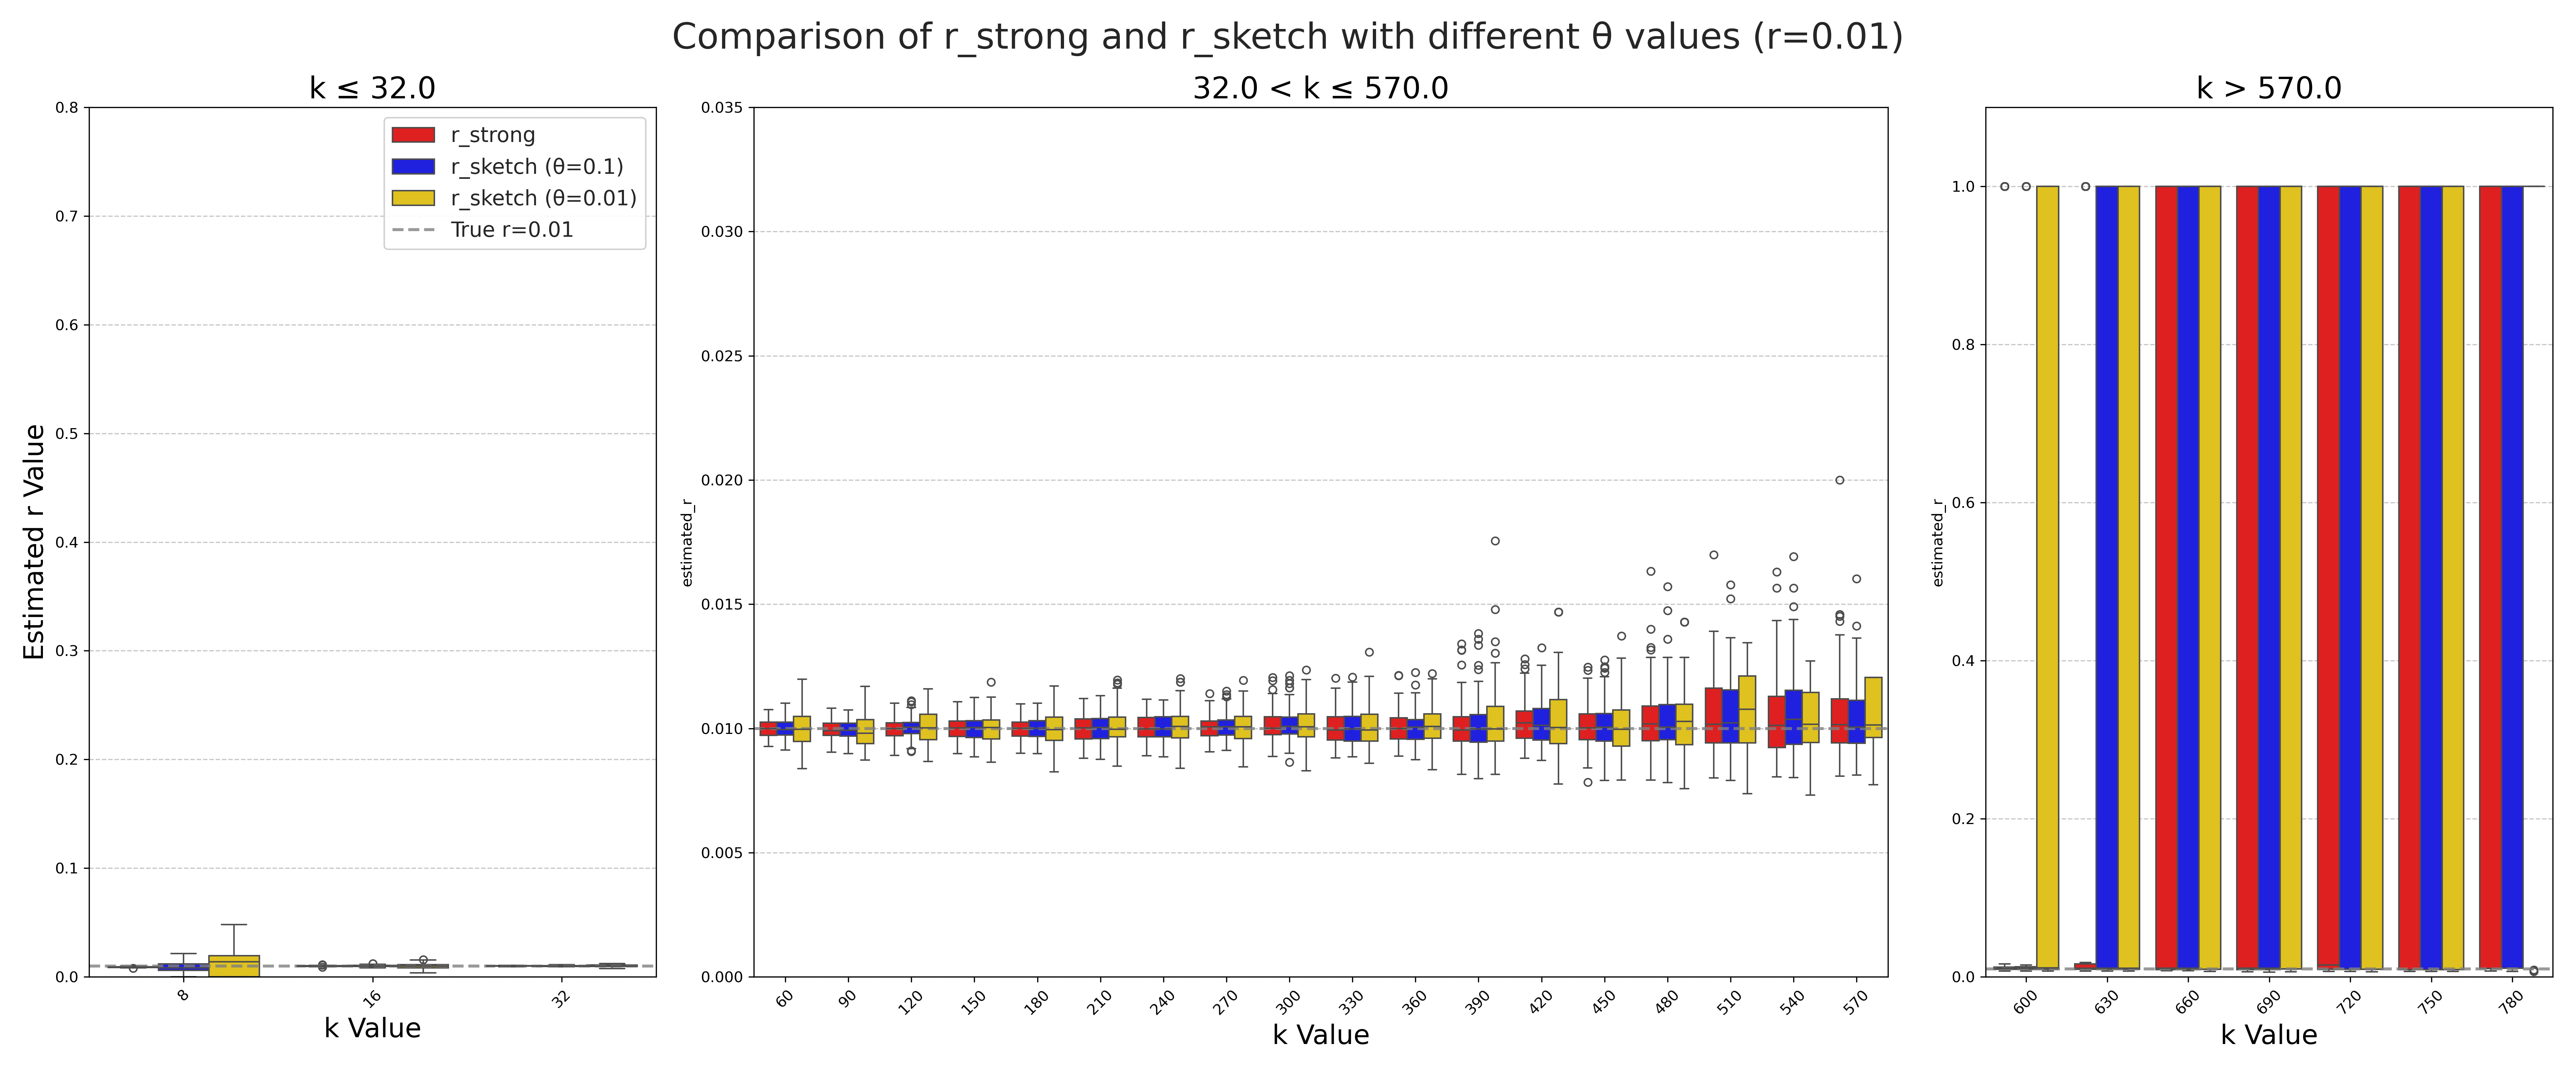 Comparison of r_strong and r_sketch with different θ values (r=0.01)
k ≤ 32.0
Estimated r Value
0.8
0.7
0.6
0.5
0.4
0.3
0.2
0.1
0.0
r_strong
r_sketch (θ=0.1)
r_sketch (θ=0.01)
True r=0.01
8 16 32
k Value
32.0 < k ≤ 570.0
estimated_r
0.035
0.030
0.025
0.020
0.015
0.010
0.005
0.000
60 90 120 150 180 210 240 270 300 330 360 390 420 450 480 510 540 570
k Value
k > 570.0
estimated_r
1.0
0.8
0.6
0.4
0.2
0.0
600 630 660 690 720 750 780
k Value